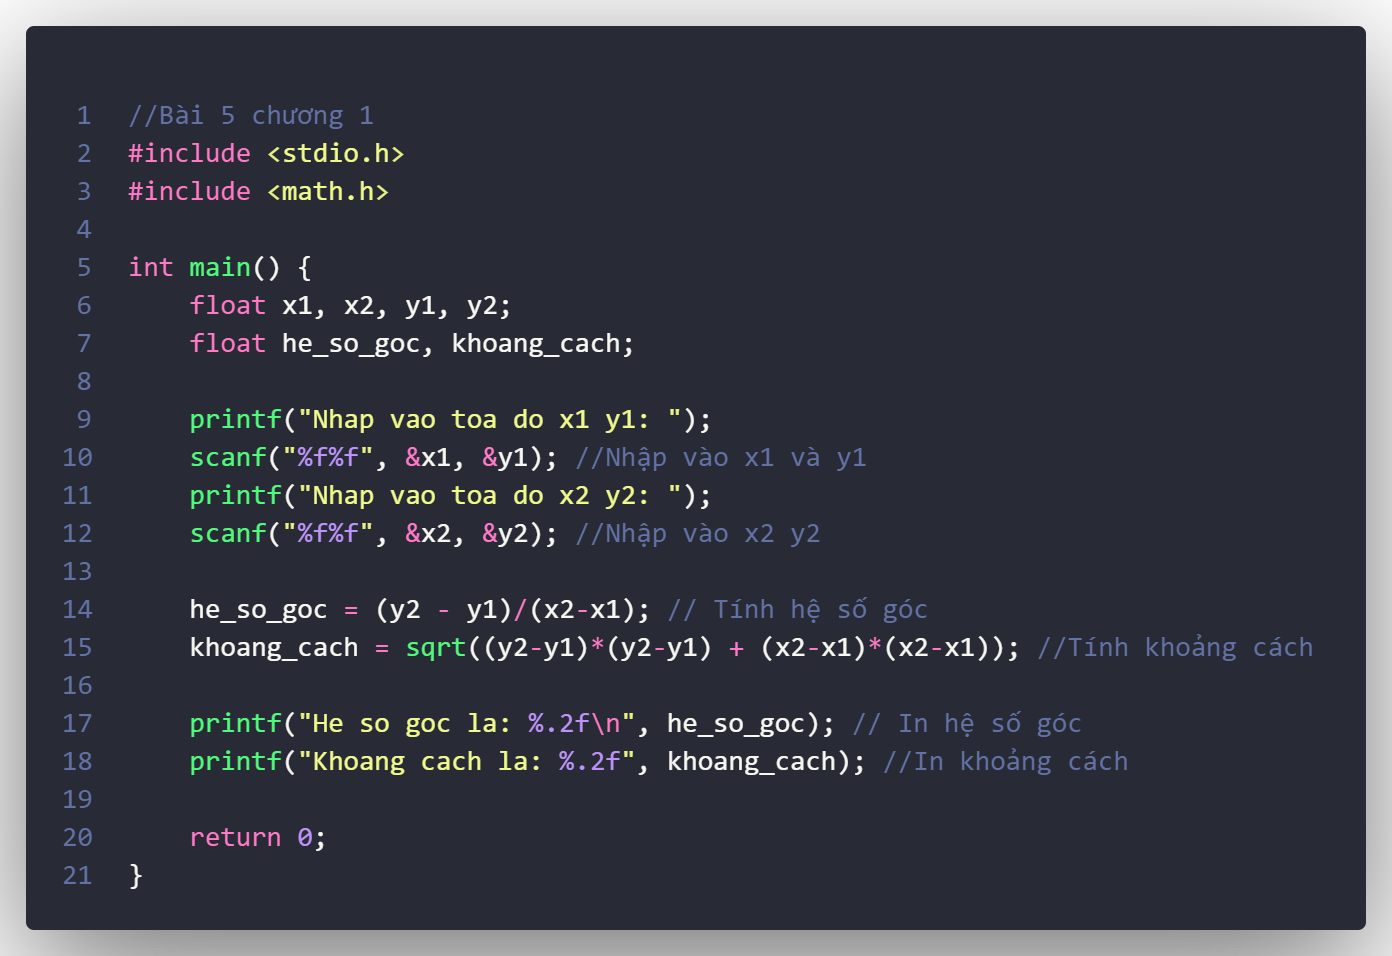 1 //Bài 5 chương 1
2 #include <stdio.h>
3 #include <math.h>
4
5 int main() {
6     float x1, x2, y1, y2;
7     float he_so_goc, khoang_cach;
8
9     printf("Nhap vao toa do x1 y1: ");
10     scanf("%f%f", &x1, &y1); //Nhập vào x1 và y1
11     printf("Nhap vao toa do x2 y2: ");
12     scanf("%f%f", &x2, &y2); //Nhập vào x2 y2
13
14     he_so_goc = (y2 - y1)/(x2-x1); // Tính hệ số góc
15     khoang_cach = sqrt((y2-y1)*(y2-y1) + (x2-x1)*(x2-x1)); //Tính khoảng cách
16
17     printf("He so goc la: %.2f\n", he_so_goc); // In hệ số góc
18     printf("Khoang cach la: %.2f", khoang_cach); //In khoảng cách
19
20     return 0;
21 }